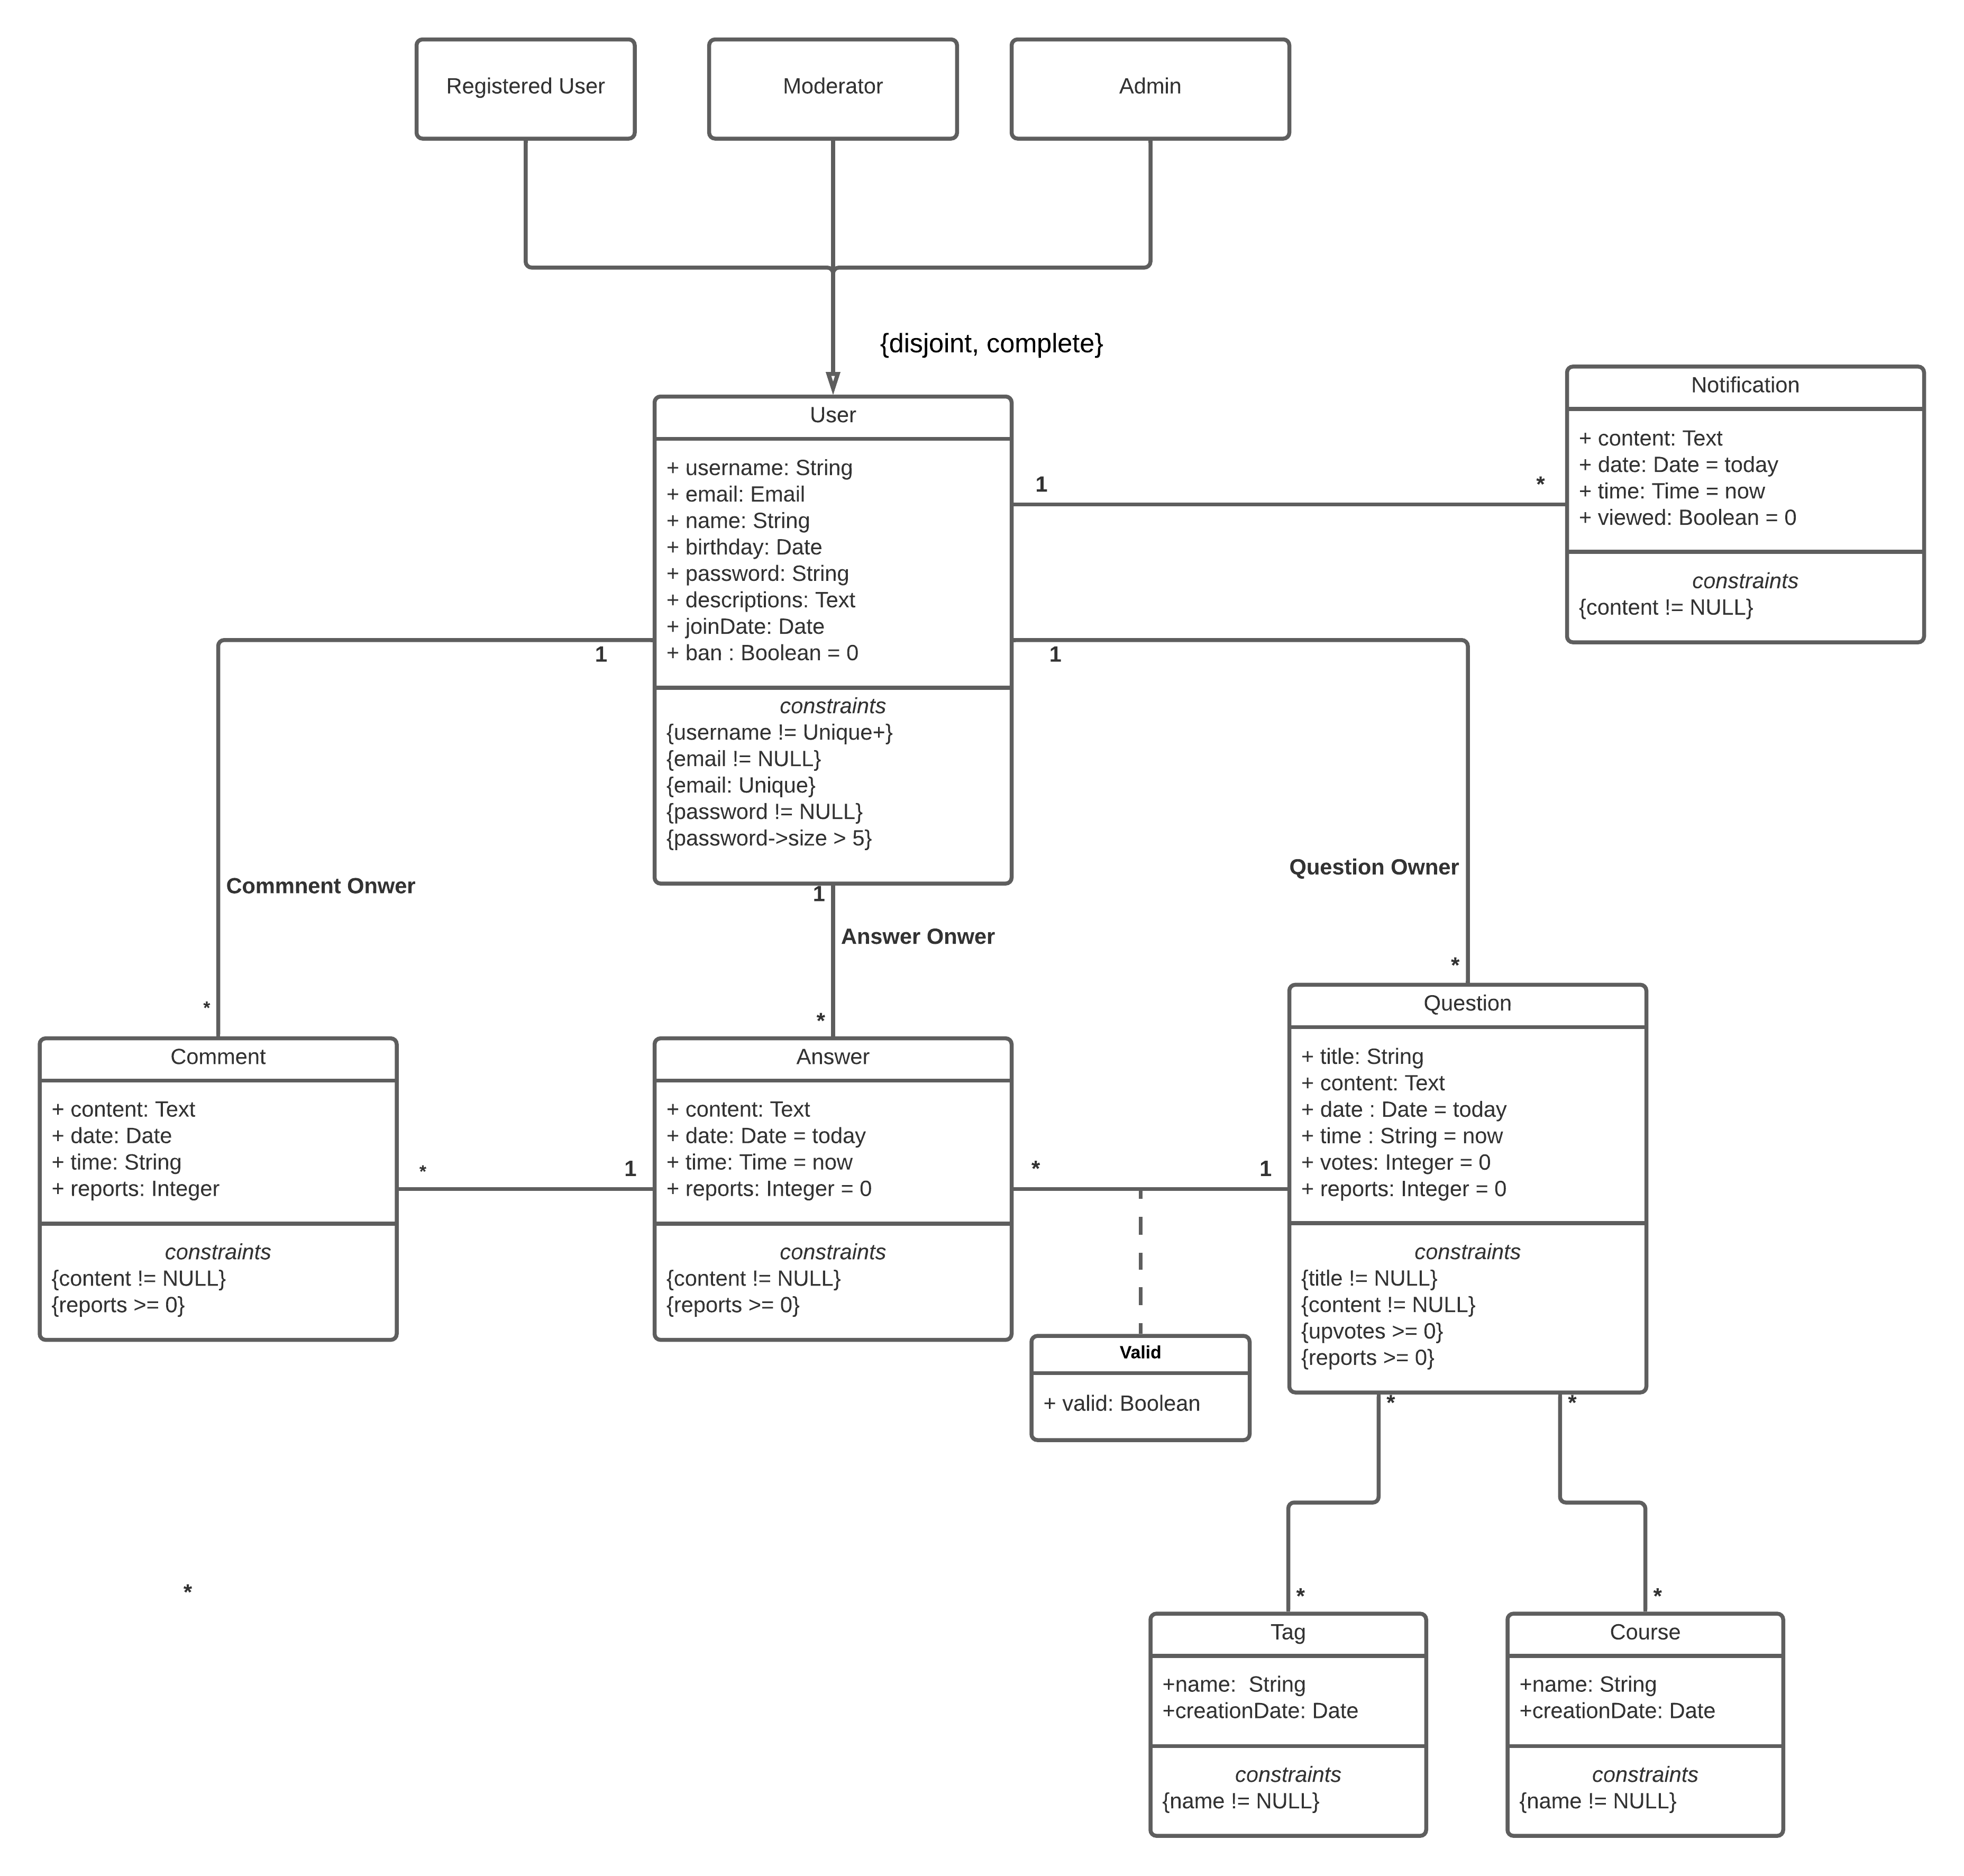 Registered User
Moderator
Admin
{disjoint, complete}
User
+ username: String
+ email: Email
+ name: String
+ birthday: Date
+ password: String
+ descriptions: Text
+ joinDate: Date
+ ban : Boolean = 0
constraints
{username != Unique+}
{email != NULL}
{email: Unique}
{password != NULL}
{password->size > 5}
1
*
Notification
+ content: Text
+ date: Date = today
+ time: Time = now
+ viewed: Boolean = 0
constraints
{content != NULL}
1
1
Commnent Onwer
*
1
Answer Onwer
*
Question Owner
*
Comment
+ content: Text
+ date: Date
+ time: String
+ reports: Integer
constraints
{content != NULL}
{reports >= 0}
*
1
Answer
+ content: Text
+ date: Date = today
+ time: Time = now
+ reports: Integer = 0
constraints
{content != NULL}
{reports >= 0}
*
1
Valid
+ valid: Boolean
Question
+ title: String
+ content: Text
+ date : Date = today
+ time : String = now
+ votes: Integer = 0
+ reports: Integer = 0
constraints
{title != NULL}
{content != NULL}
{upvotes >= 0}
{reports >= 0}
*
*
*
*
*
Tag
+name:  String
+creationDate: Date
constraints
{name != NULL}
Course
+name: String
+creationDate: Date
constraints
{name != NULL}